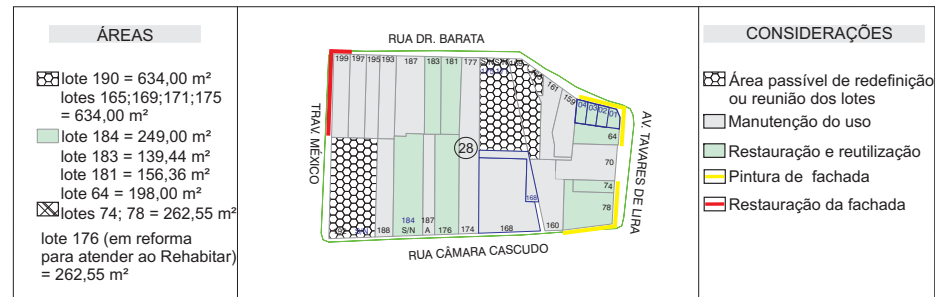 ÁREAS
lote 190 = 634,00 m²
lotes 165;169;171;175
= 634,00 m²
lote 184 = 249,00 m²
lote 183 = 139,44 m²
lote 181 = 156,36 m²
lote 64 = 198,00 m²
lotes 74; 78 = 262,55 m²
lote 176 (em reforma
para atender ao Rehabitar)
= 262,55 m²
RUA DR. BARATA
199 197 195 193 187 183 181 177
161 159
04 03 02 01
64
TRAV. MÉXICO
AV. TAVARES DE LIRA
28
70
74
78
168
184
188 S/N 187 A 176 174 168 160
RUA CÂMARA CASCUDO
CONSIDERAÇÕES
Área passível de redefinição
ou reunião dos lotes
Manutenção do uso
Restauração e reutilização
Pintura de fachada
Restauração da fachada